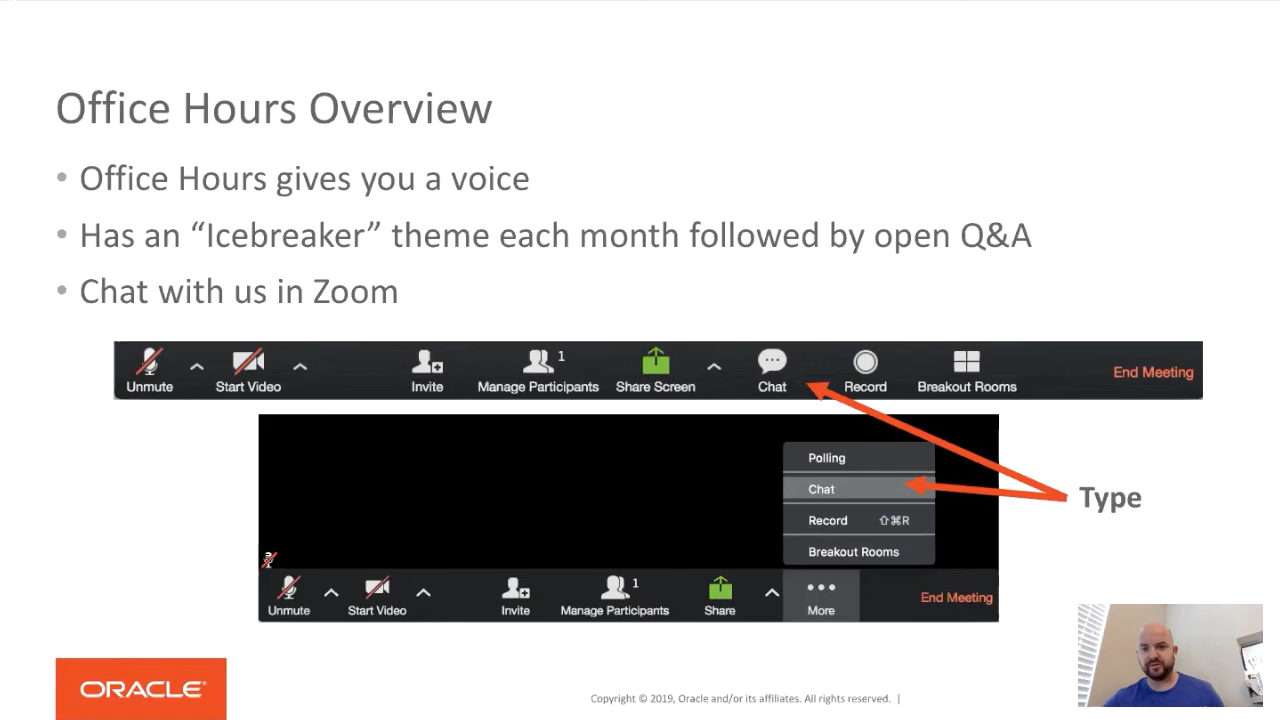 Office Hours Overview
• Office Hours gives you a voice
• Has an “Icebreaker” theme each month followed by open Q&A
• Chat with us in Zoom
Unmute Start Video Invite Manage Participants 1 Share Screen Chat Record Breakout Rooms End Meeting
Polling
Chat
Type
Record ⇧⌘R
Breakout Rooms
Unmute Start Video Invite Manage Participants 1 Share More End Meeting
ORACLE®
Copyright © 2019, Oracle and/or its affiliates. All rights reserved. |